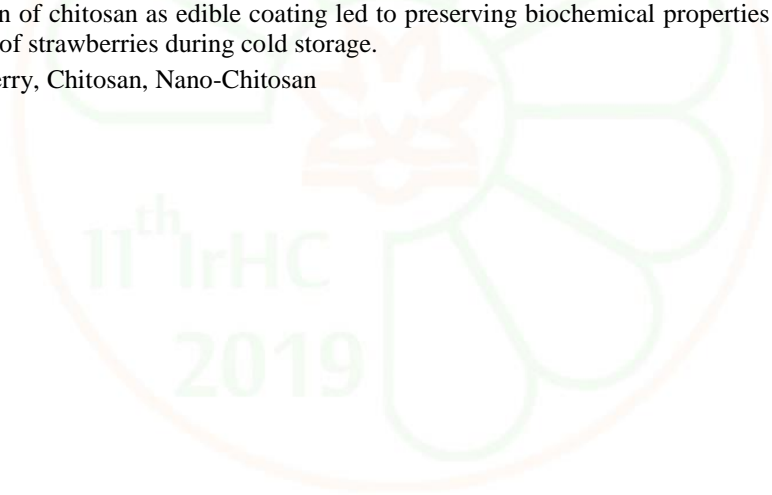 n of chitosan as edible coating led to preserving biochemical properties
of strawberries during cold storage.
erry, Chitosan, Nano-Chitosan
11th IrHC
2019